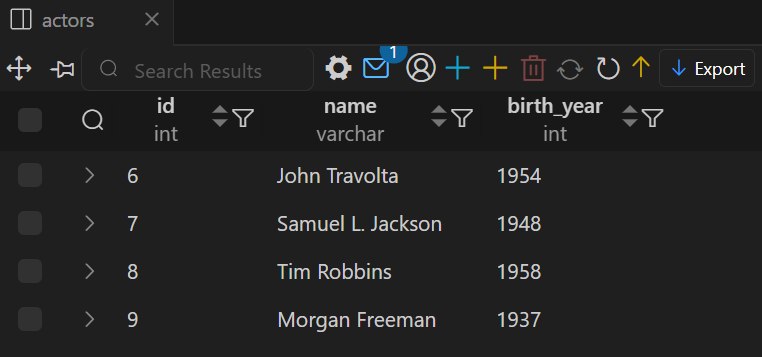 actors
1
Search Results
Export
id name birth_year
int varchar int
6 John Travolta 1954
7 Samuel L. Jackson 1948
8 Tim Robbins 1958
9 Morgan Freeman 1937